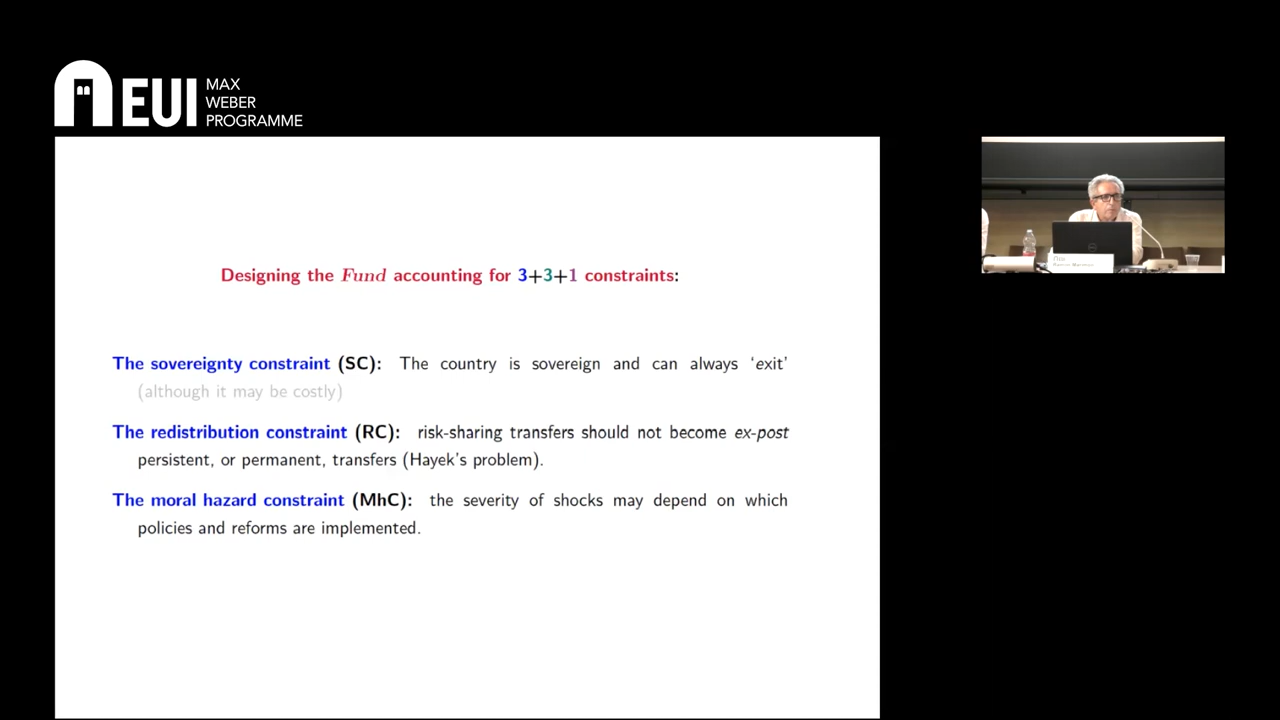 EUI
MAX
WEBER
PROGRAMME
Designing the Fund accounting for 3+3+1 constraints:
The sovereignty constraint (SC): The country is sovereign and can always ‘exit’
(although it may be costly)
The redistribution constraint (RC): risk-sharing transfers should not become ex-post
persistent, or permanent, transfers (Hayek's problem).
The moral hazard constraint (MhC): the severity of shocks may depend on which
policies and reforms are implemented.